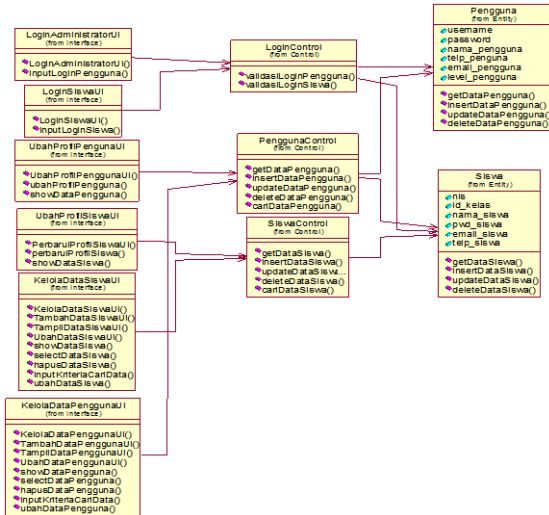 LoginAdministratorUI
(from Interface)
LoginAdministratorUI()
inputLoginPengguna()
LoginSiswaUI
(from Interface)
LoginSiswaUI()
inputLoginSiswa()
UbahProfilPenggunaUI
(from Interface)
UbahProfilPenggunaUI()
ubahProfilPengguna()
showDataPengguna()
UbahProfilSiswaUI
(from Interface)
PerbaruiProfilSiswaUI()
perbaruiProfilSiswa()
showDataSiswa()
KelolaDataSiswaUI
(from Interface)
KelolaDataSiswaUI()
TambahDataSiswaUI()
TampilDataSiswaUI()
UbahDataSiswaUI()
showDataSiswa()
selectDataSiswa()
hapusDataSiswa()
inputKriteriaCariData()
ubahDataSiswa()
KelolaDataPenggunaUI
(from Interface)
KelolaDataPenggunaUI()
TambahDataPenggunaUI()
TampilDataPenggunaUI()
UbahDataPenggunaUI()
showDataPengguna()
selectDataPengguna()
hapusDataPengguna()
inputKriteriaCariData()
ubahDataPengguna()
LoginControl
(from Control)
validasiLoginPengguna()
validasiLoginSiswa()
PenggunaControl
(from Control)
getDataPengguna()
insertDataPengguna()
updateDataPengguna()
deleteDataPengguna()
cariDataPengguna()
SiswaControl
(from Control)
getDataSiswa()
insertDataSiswa()
updateDataSisw...
deleteDataSiswa()
cariDataSiswa()
Pengguna
(from Entity)
username
password
nama_pengguna
telp_pengguna
email_pengguna
level_pengguna
getDataPengguna()
insertDataPengguna()
updateDataPengguna()
deleteDataPengguna()
Siswa
(from Entity)
nis
id_kelas
nama_siswa
pwd_siswa
email_siswa
telp_siswa
getDataSiswa()
insertDataSiswa()
updateDataSiswa()
deleteDataSiswa()